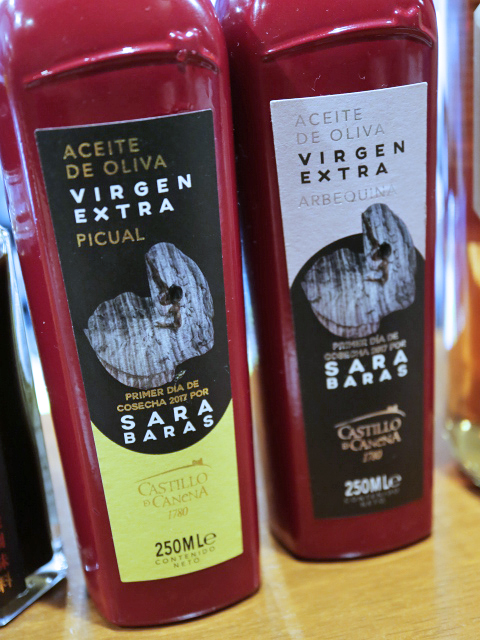 ACEITE
DE OLIVA
VIRGEN
EXTRA
PICUAL
PRIMER DÍA DE
COSECHA 2017 POR
SARA
BARAS
CASTILLO
D CANENA
1780
250MLe
CONTENIDO
NETO
ACEITE
DE OLIVA
VIRGEN
EXTRA
ARBEQUINA
PRIMER DÍA DE
COSECHA 2017 POR
SARA
BARAS
CASTILLO
D CANENA
1780
250MLe
CONTENIDO
NETO